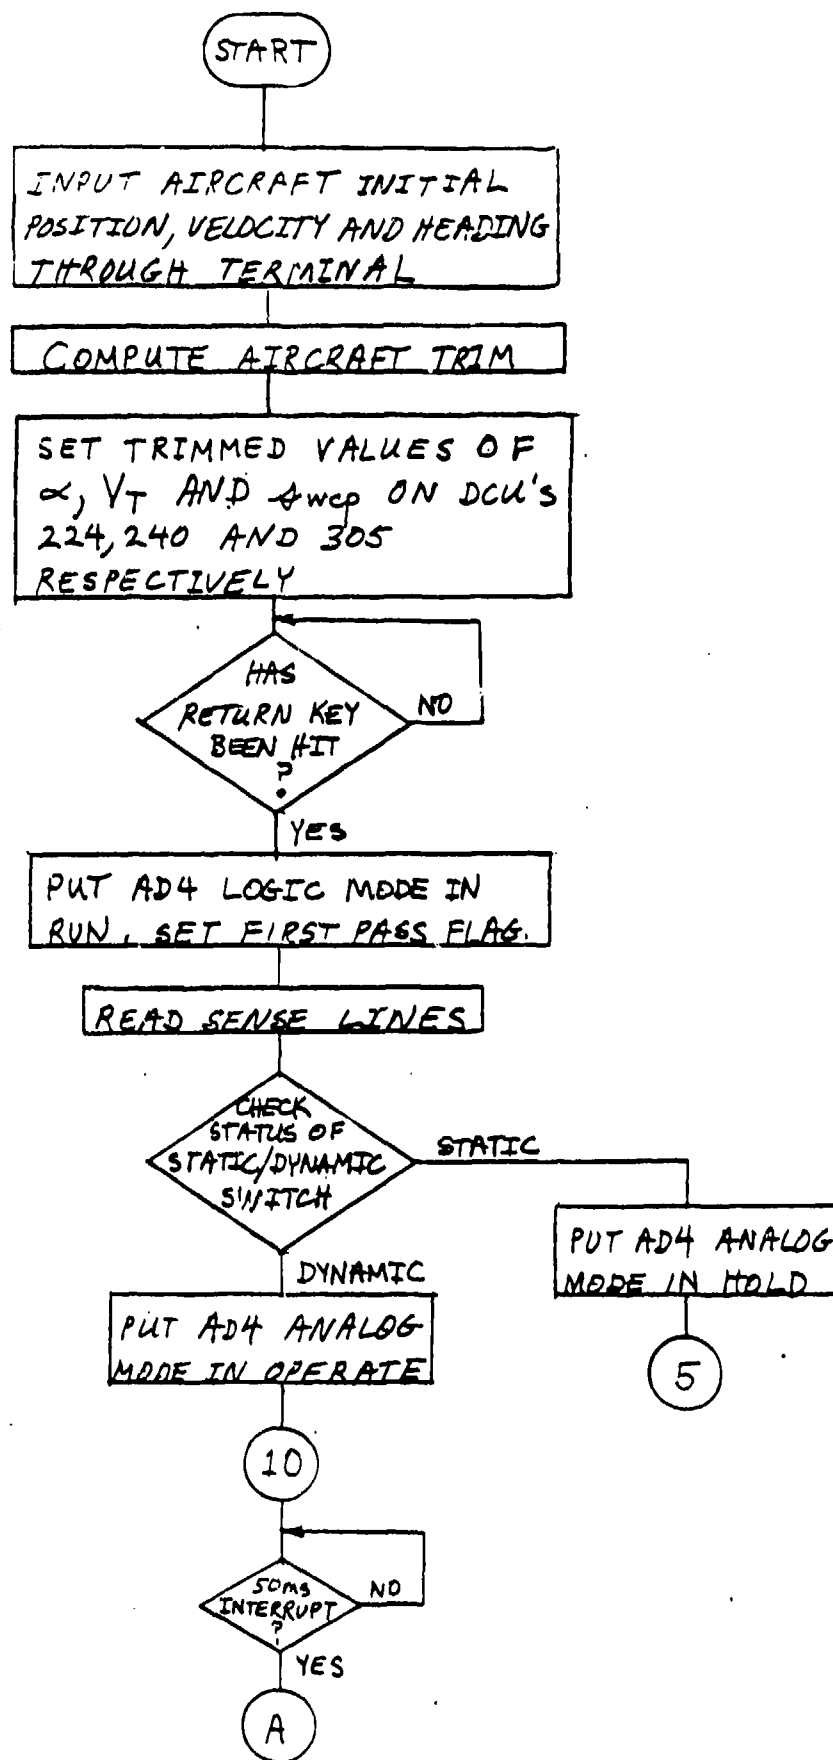 START
INPUT AIRCRAFT INITIAL
POSITION, VELOCITY AND HEADING
THROUGH TERMINAL
COMPUTE AIRCRAFT TRIM
SET TRIMMED VALUES OF
α, VT AND ON DCU's
224, 240 AND 305
RESPECTIVELY
HAS
RETURN KEY
BEEN HIT
?
NO
YES
PUT AD4 LOGIC MODE IN
RUN, SET FIRST PASS FLAG.
READ SENSE LINES
CHECK
STATUS OF
STATIC/DYNAMIC
SWITCH
STATIC
PUT AD4 ANALOG
MODE IN HOLD
5
DYNAMIC
PUT AD4 ANALOG
MODE IN OPERATE
10
50ms
INTERRUPT
?
NO
YES
A